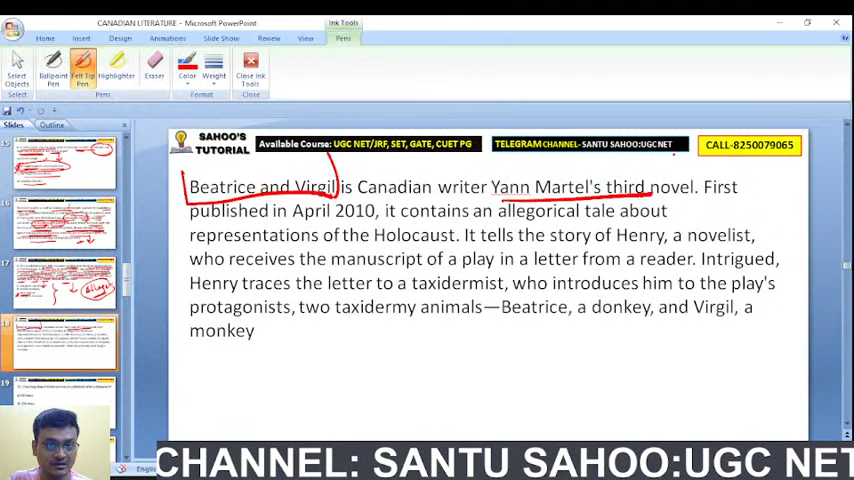 CANADIAN LITERATURE - Microsoft PowerPoint
Ink Tools
Home Insert Design Animations Slide Show Review View Pens
Select Objects
Ballpoint Pen
Felt Tip Pen
Highlighter
Eraser
Color
Weight
Close Ink Tools
Select Pens Format Close
Slides Outline
15
16
17
19
SAHOO'S TUTORIAL
Available Course: UGC NET/JRF, SET, GATE, CUET PG
TELEGRAM CHANNEL- SANTU SAHOO:UGC NET
CALL-8250079065
Beatrice and Virgil is Canadian writer Yann Martel's third novel. First
published in April 2010, it contains an allegorical tale about
representations of the Holocaust. It tells the story of Henry, a novelist,
who receives the manuscript of a play in a letter from a reader. Intrigued,
Henry traces the letter to a taxidermist, who introduces him to the play's
protagonists, two taxidermy animals—Beatrice, a donkey, and Virgil, a
monkey
CHANNEL: SANTU SAHOO:UGC NET